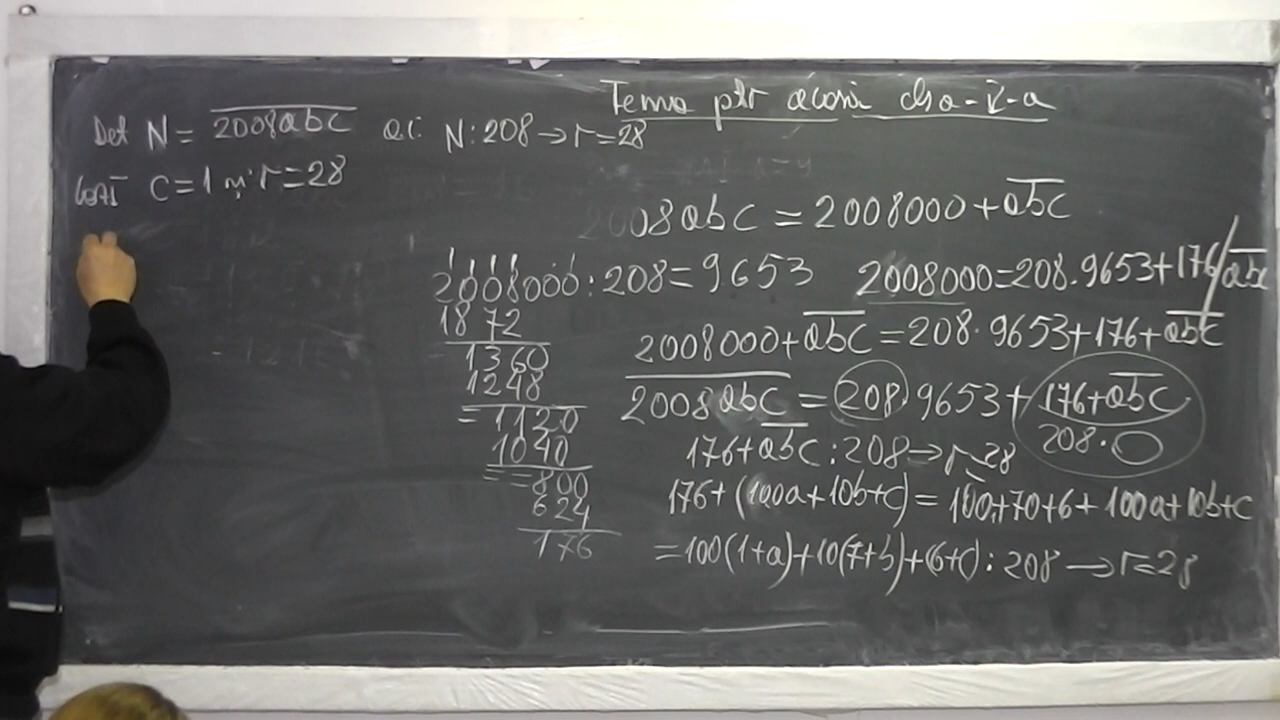 Tema ptr acasă cls a-V-a
Det N = 2008abc aî N:208→r=28
Caz I c=1 și r=28
2008abc = 2008000+abc
2008000:208=9653
1872
1360
1248
=1120
1040
==800
624
176
2008000=208·9653+176/abc
2008000+abc=208·9653+176+abc
2008abc = 208·9653+176+abc
208·
176+abc:208→r=28
176+(100a+10b+c)=100+70+6+100a+10b+c
=100(1+a)+10(7+b)+(6+c):208→r=28